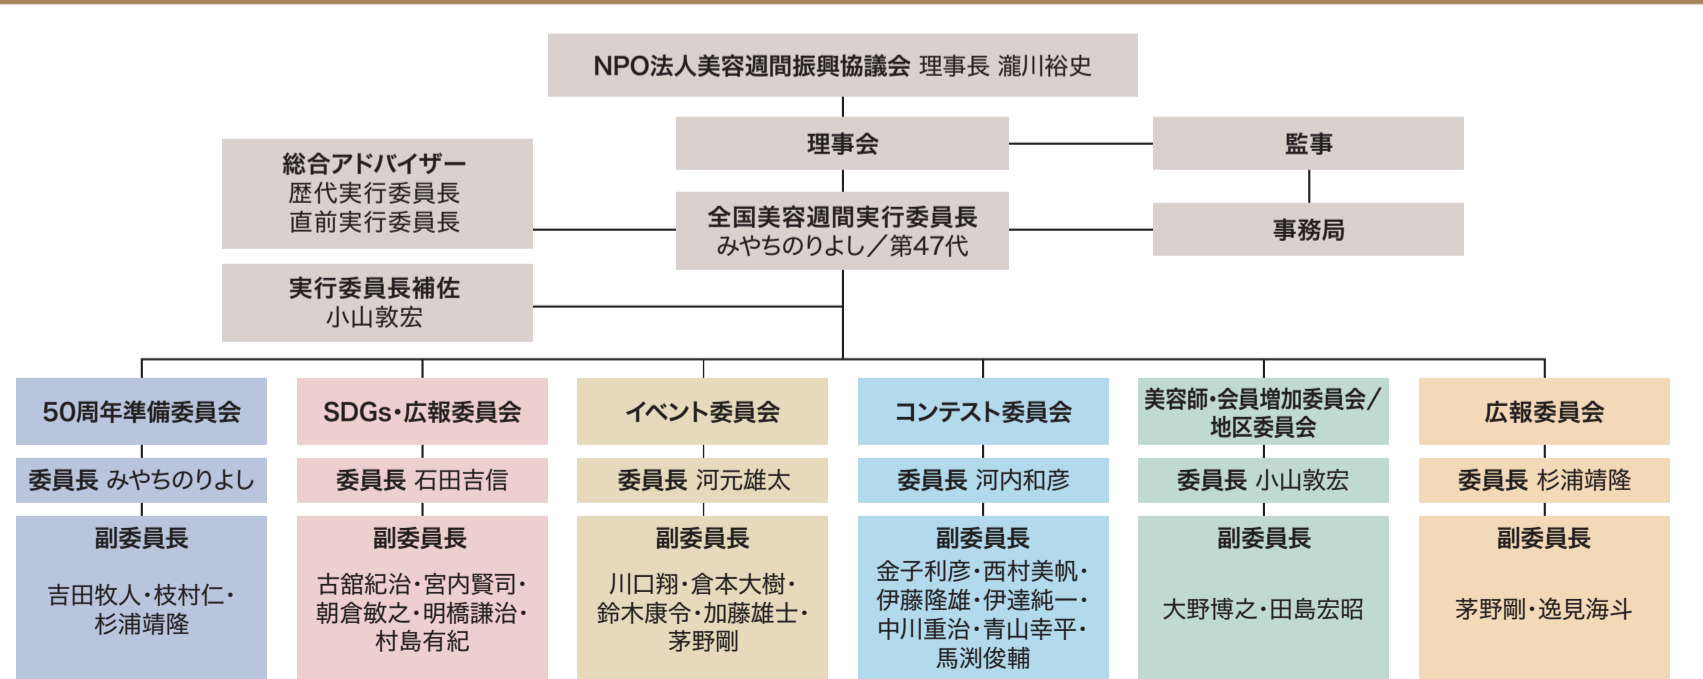 NPO法人美容週間振興協議会 理事長 瀧川裕史
理事会
監事
総合アドバイザー
歴代実行委員長
直前実行委員長
全国美容週間実行委員長
みやちのりよし／第47代
事務局
実行委員長補佐
小山敦宏
50周年準備委員会
委員長 みやちのりよし
副委員長
吉田牧人・枝村仁・
杉浦靖隆
SDGs・広報委員会
委員長 石田吉信
副委員長
古舘紀治・宮内賢司・
朝倉敏之・明橋謙治・
村島有紀
イベント委員会
委員長 河元雄太
副委員長
川口翔・倉本大樹・
鈴木康令・加藤雄士・
茅野剛
コンテスト委員会
委員長 河内和彦
副委員長
金子利彦・西村美帆・
伊藤隆雄・伊達純一・
中川重治・青山幸平・
馬渕俊輔
美容師・会員増加委員会／
地区委員会
委員長 小山敦宏
副委員長
大野博之・田島宏昭
広報委員会
委員長 杉浦靖隆
副委員長
茅野剛・逸見海斗